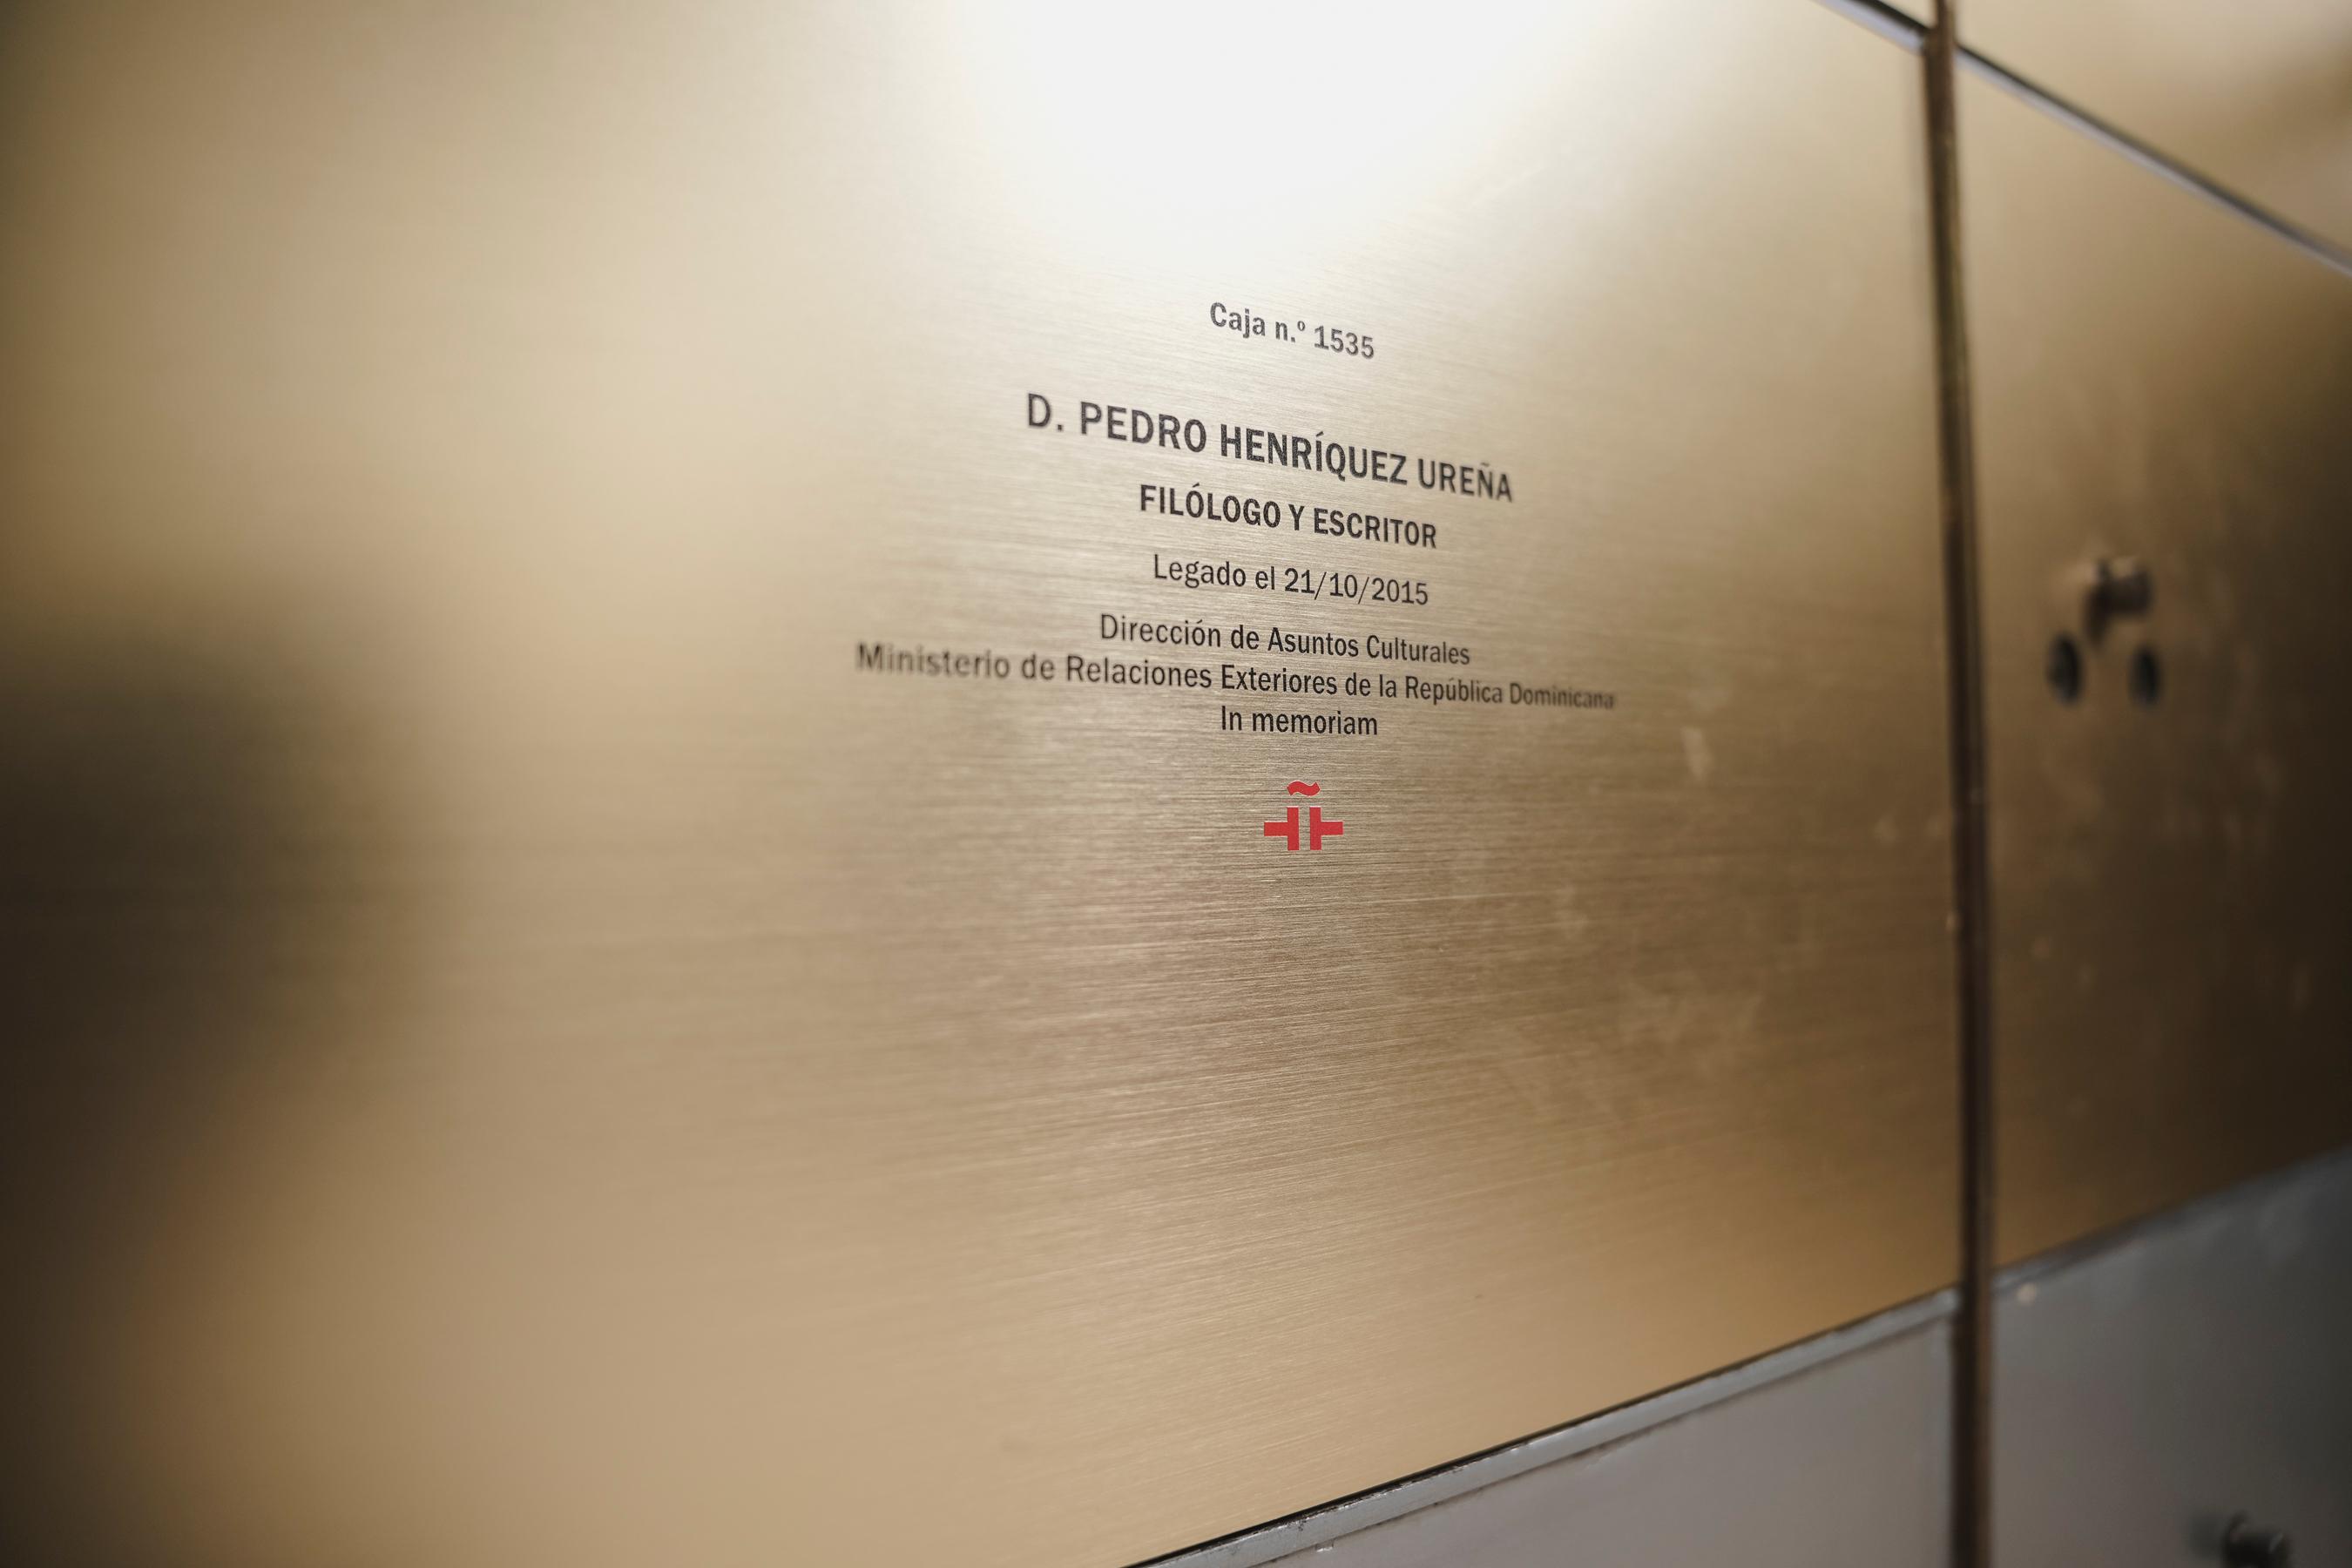 Caja n.º 1535
D. PEDRO HENRÍQUEZ UREÑA
FILÓLOGO Y ESCRITOR
Legado el 21/10/2015
Dirección de Asuntos Culturales
Ministerio de Relaciones Exteriores de la República Dominicana
In memoriam